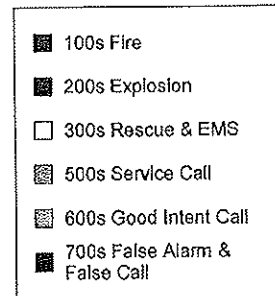 100s Fire
200s Explosion
300s Rescue & EMS
500s Service Call
600s Good Intent Call
700s False Alarm &
False Call